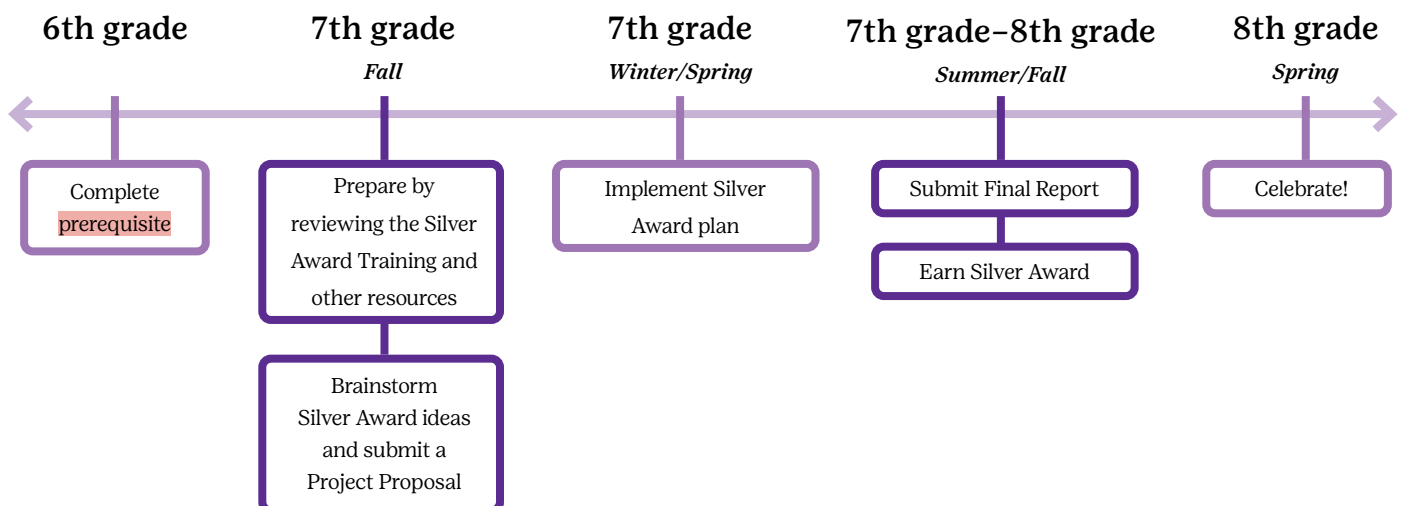 6th grade
Complete
prerequisite
7th grade
Fall
Prepare by
reviewing the Silver
Award Training and
other resources
Brainstorm
Silver Award ideas
and submit a
Project Proposal
7th grade
Winter/Spring
Implement Silver
Award plan
7th grade–8th grade
Summer/Fall
Submit Final Report
Earn Silver Award
8th grade
Spring
Celebrate!